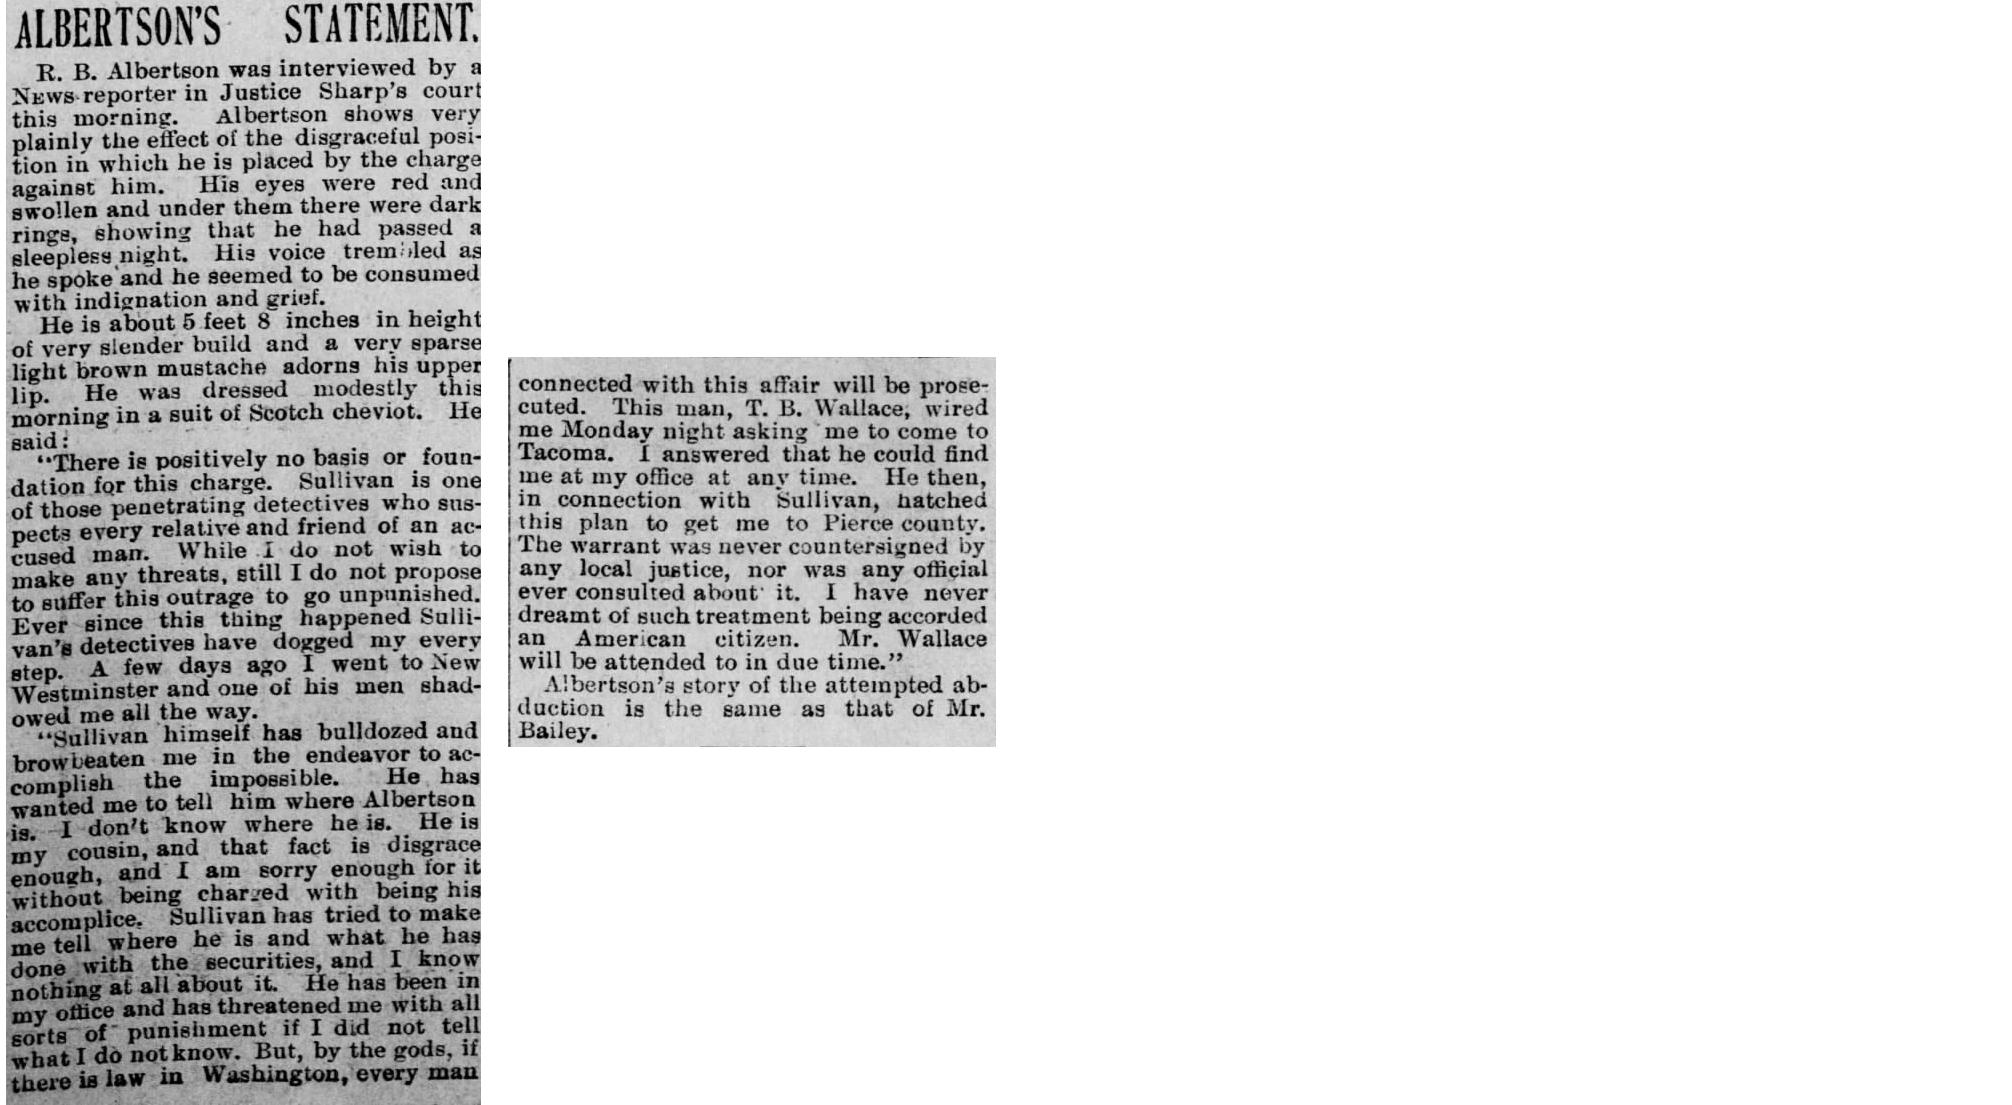 ALBERTSON'S STATEMENT.
R. B. Albertson was interviewed by a
NEWS reporter in Justice Sharp's court
this morning. Albertson shows very
plainly the effect of the disgraceful posi-
tion in which he is placed by the charge
against him. His eyes were red and
swollen and under them there were dark
rings, showing that he had passed a
sleepless night. His voice trembled as
he spoke and he seemed to be consumed
with indignation and grief.
He is about 5 feet 8 inches in height
of very slender build and a very sparse
light brown mustache adorns his upper
lip. He was dressed modestly this
morning in a suit of Scotch cheviot. He
said:
"There is positively no basis or foun-
dation for this charge. Sullivan is one
of those penetrating detectives who sus-
pects every relative and friend of an ac-
cused man. While I do not wish to
make any threats, still I do not propose
to suffer this outrage to go unpunished.
Ever since this thing happened Sulli-
van's detectives have dogged my every
step. A few days ago I went to New
Westminster and one of his men shad-
owed me all the way.
"Sullivan himself has bulldozed and
browbeaten me in the endeavor to ac-
complish the impossible. He has
wanted me to tell him where Albertson
is. I don't know where he is. He is
my cousin, and that fact is disgrace
enough, and I am sorry enough for it
without being charged with being his
accomplice. Sullivan has tried to make
me tell where he is and what he has
done with the securities, and I know
nothing at all about it. He has been in
my office and has threatened me with all
sorts of punishment if I did not tell
what I do not know. But, by the gods, if
there is law in Washington, every man
connected with this affair will be prose-
cuted. This man, T. B. Wallace, wired
me Monday night asking me to come to
Tacoma. I answered that he could find
me at my office at any time. He then,
in connection with Sullivan, hatched
this plan to get me to Pierce county.
The warrant was never countersigned by
any local justice, nor was any official
ever consulted about it. I have never
dreamt of such treatment being accorded
an American citizen. Mr. Wallace
will be attended to in due time."
Albertson's story of the attempted ab-
duction is the same as that of Mr.
Bailey.